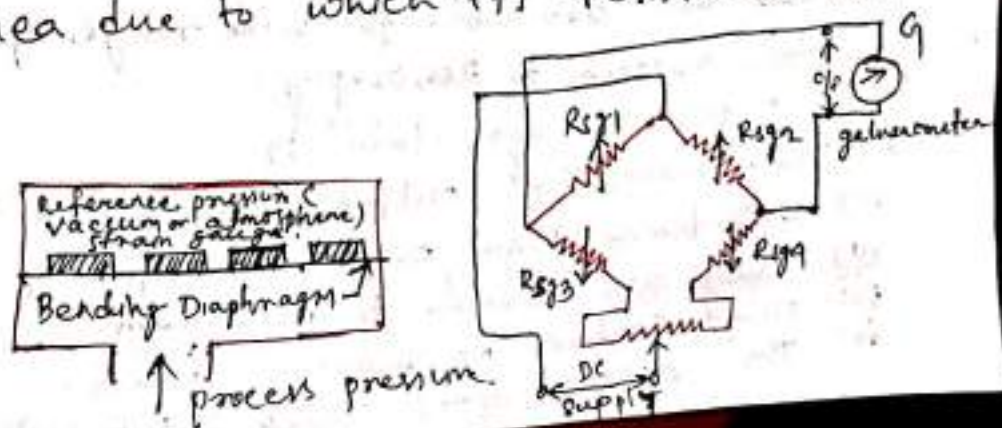 ea due to which
G
o/p
Rsg1
Rsg2
galvanometer
Reference pressure (
vacuum or atmosphere)
strain gauge
Rsg3
Rsg4
Bending Diaphragm
process pressure
DC
supply